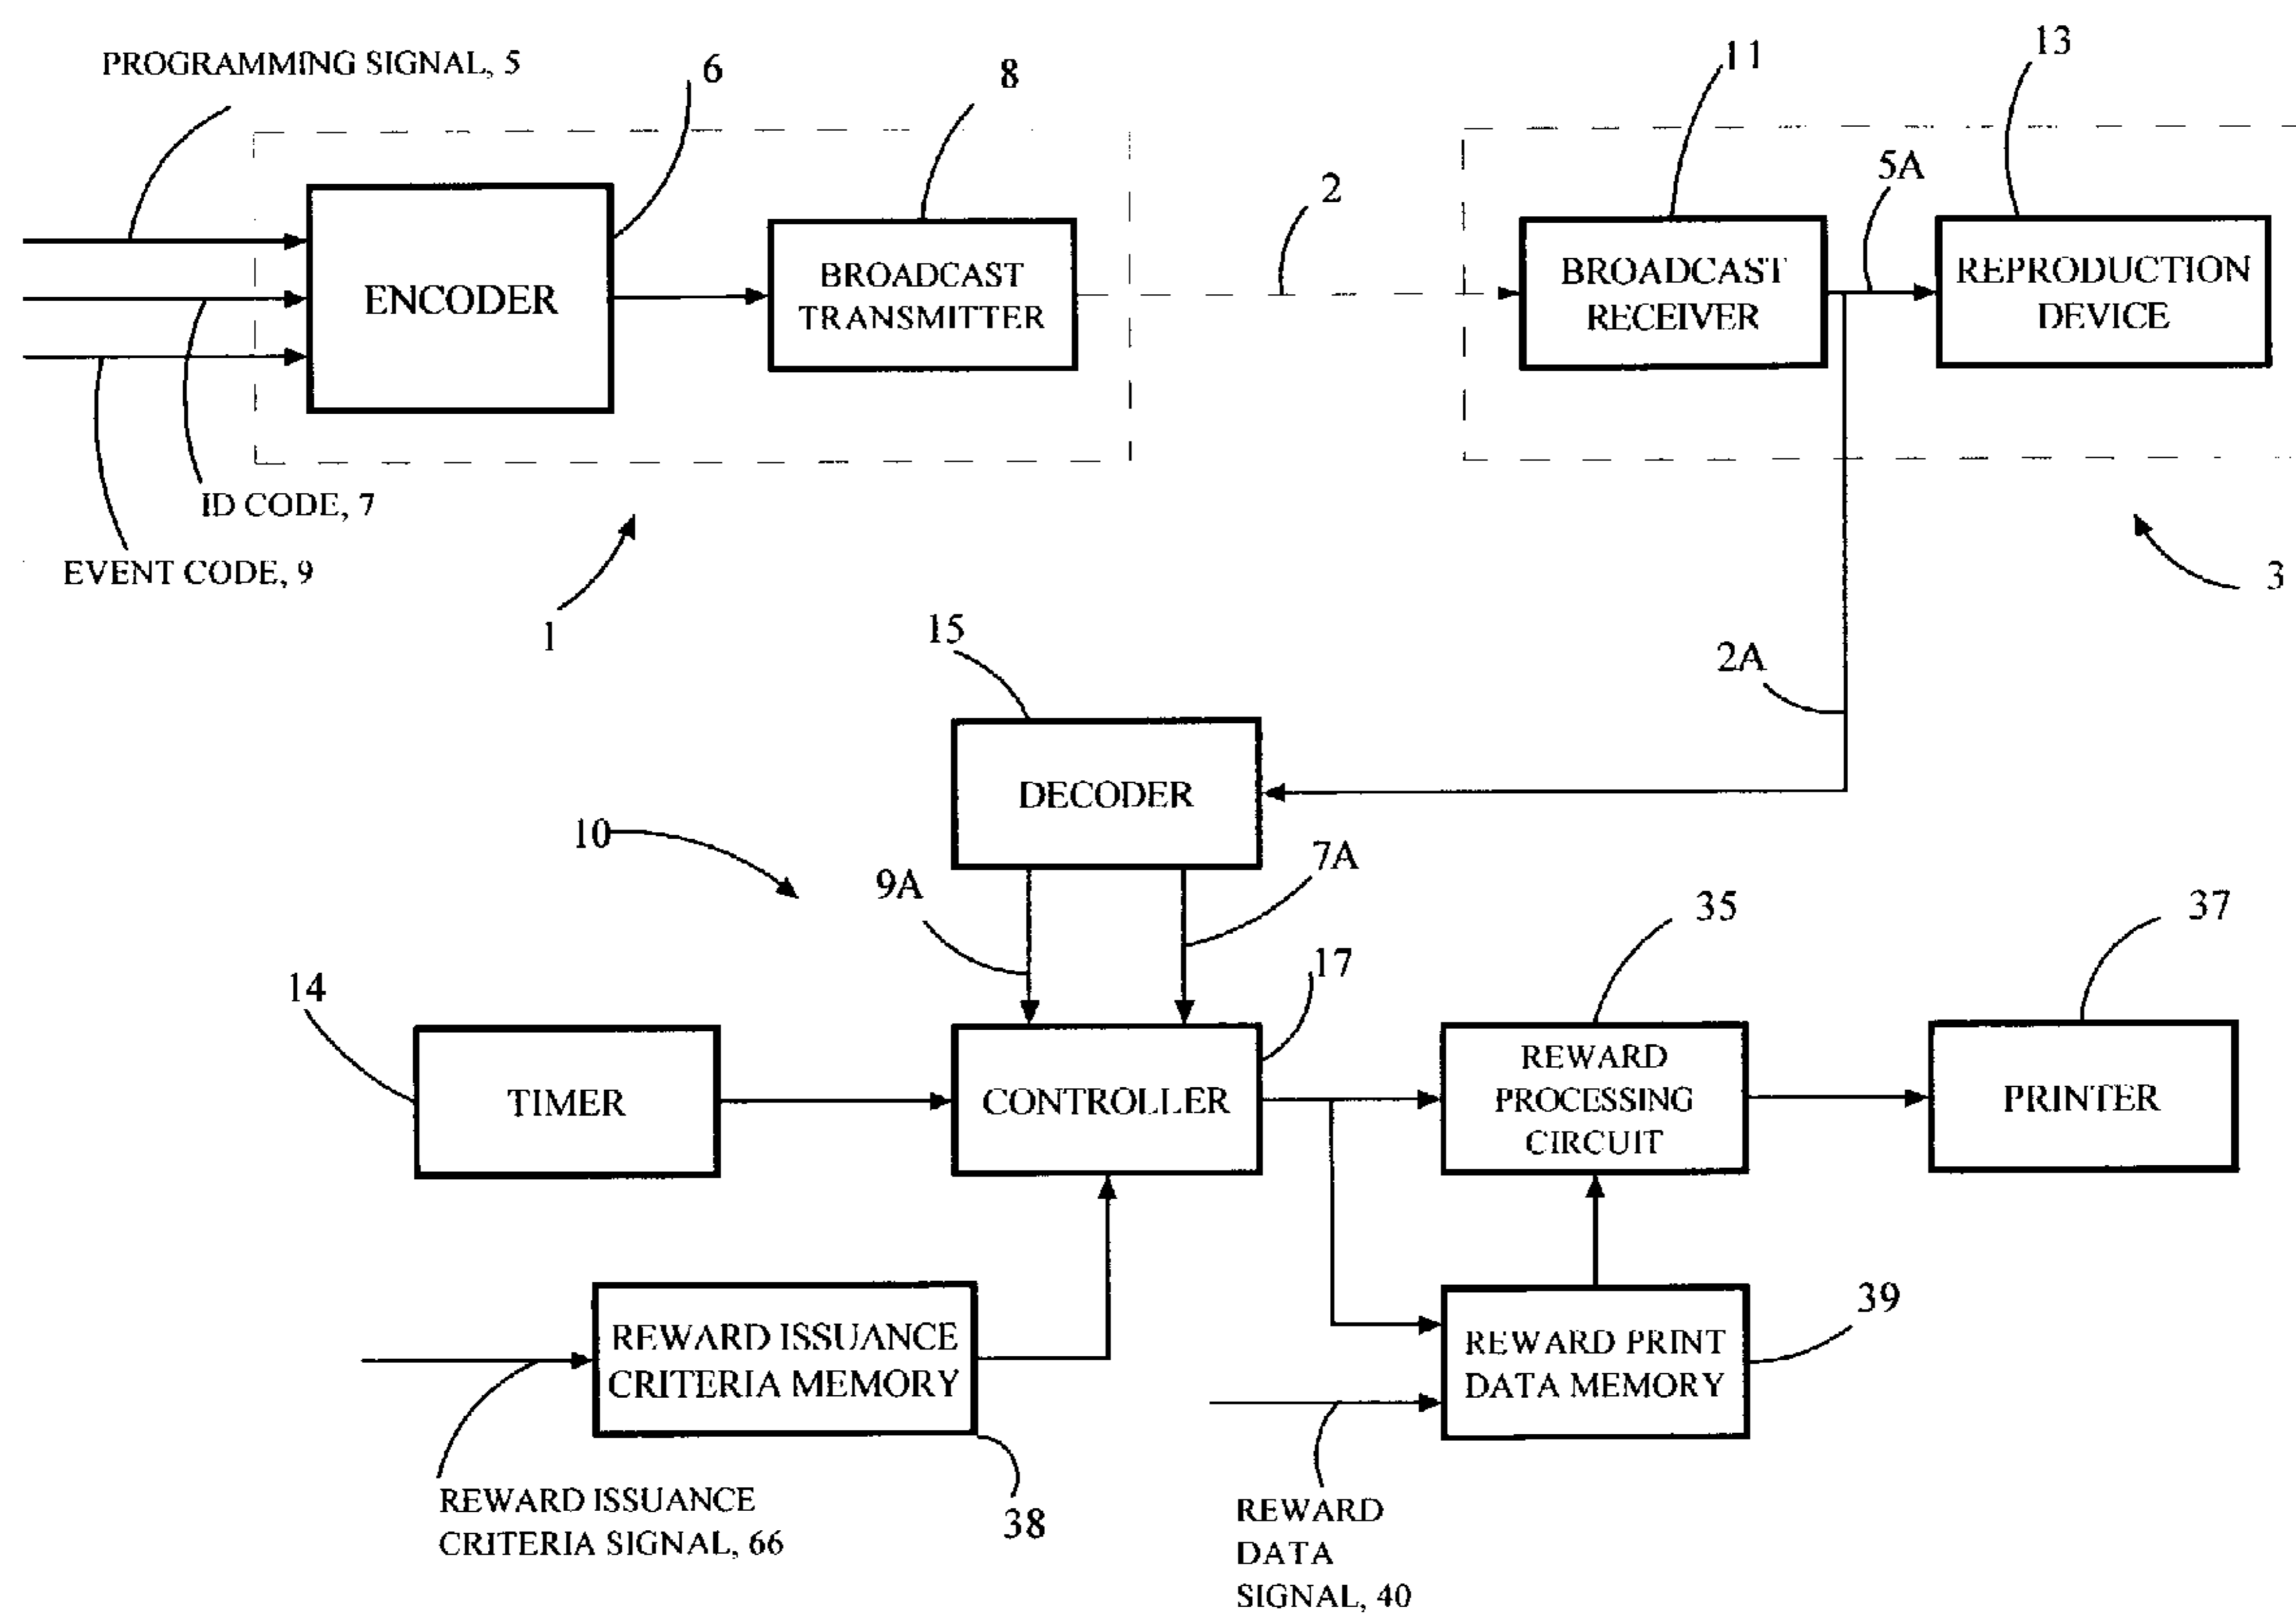 PROGRAMMING SIGNAL, 5
6
8
11
13
5A
2
ENCODER
BROADCAST
TRANSMITTER
BROADCAST
RECEIVER
REPRODUCTION
DEVICE
ID CODE, 7
EVENT CODE, 9
1
3
15
2A
DECODER
10
9A
7A
35
37
14
17
TIMER
CONTROLLER
REWARD
PROCESSING
CIRCUIT
PRINTER
REWARD ISSUANCE
CRITERIA MEMORY
39
REWARD PRINT
DATA MEMORY
REWARD ISSUANCE
CRITERIA SIGNAL, 66
38
REWARD
DATA
SIGNAL, 40